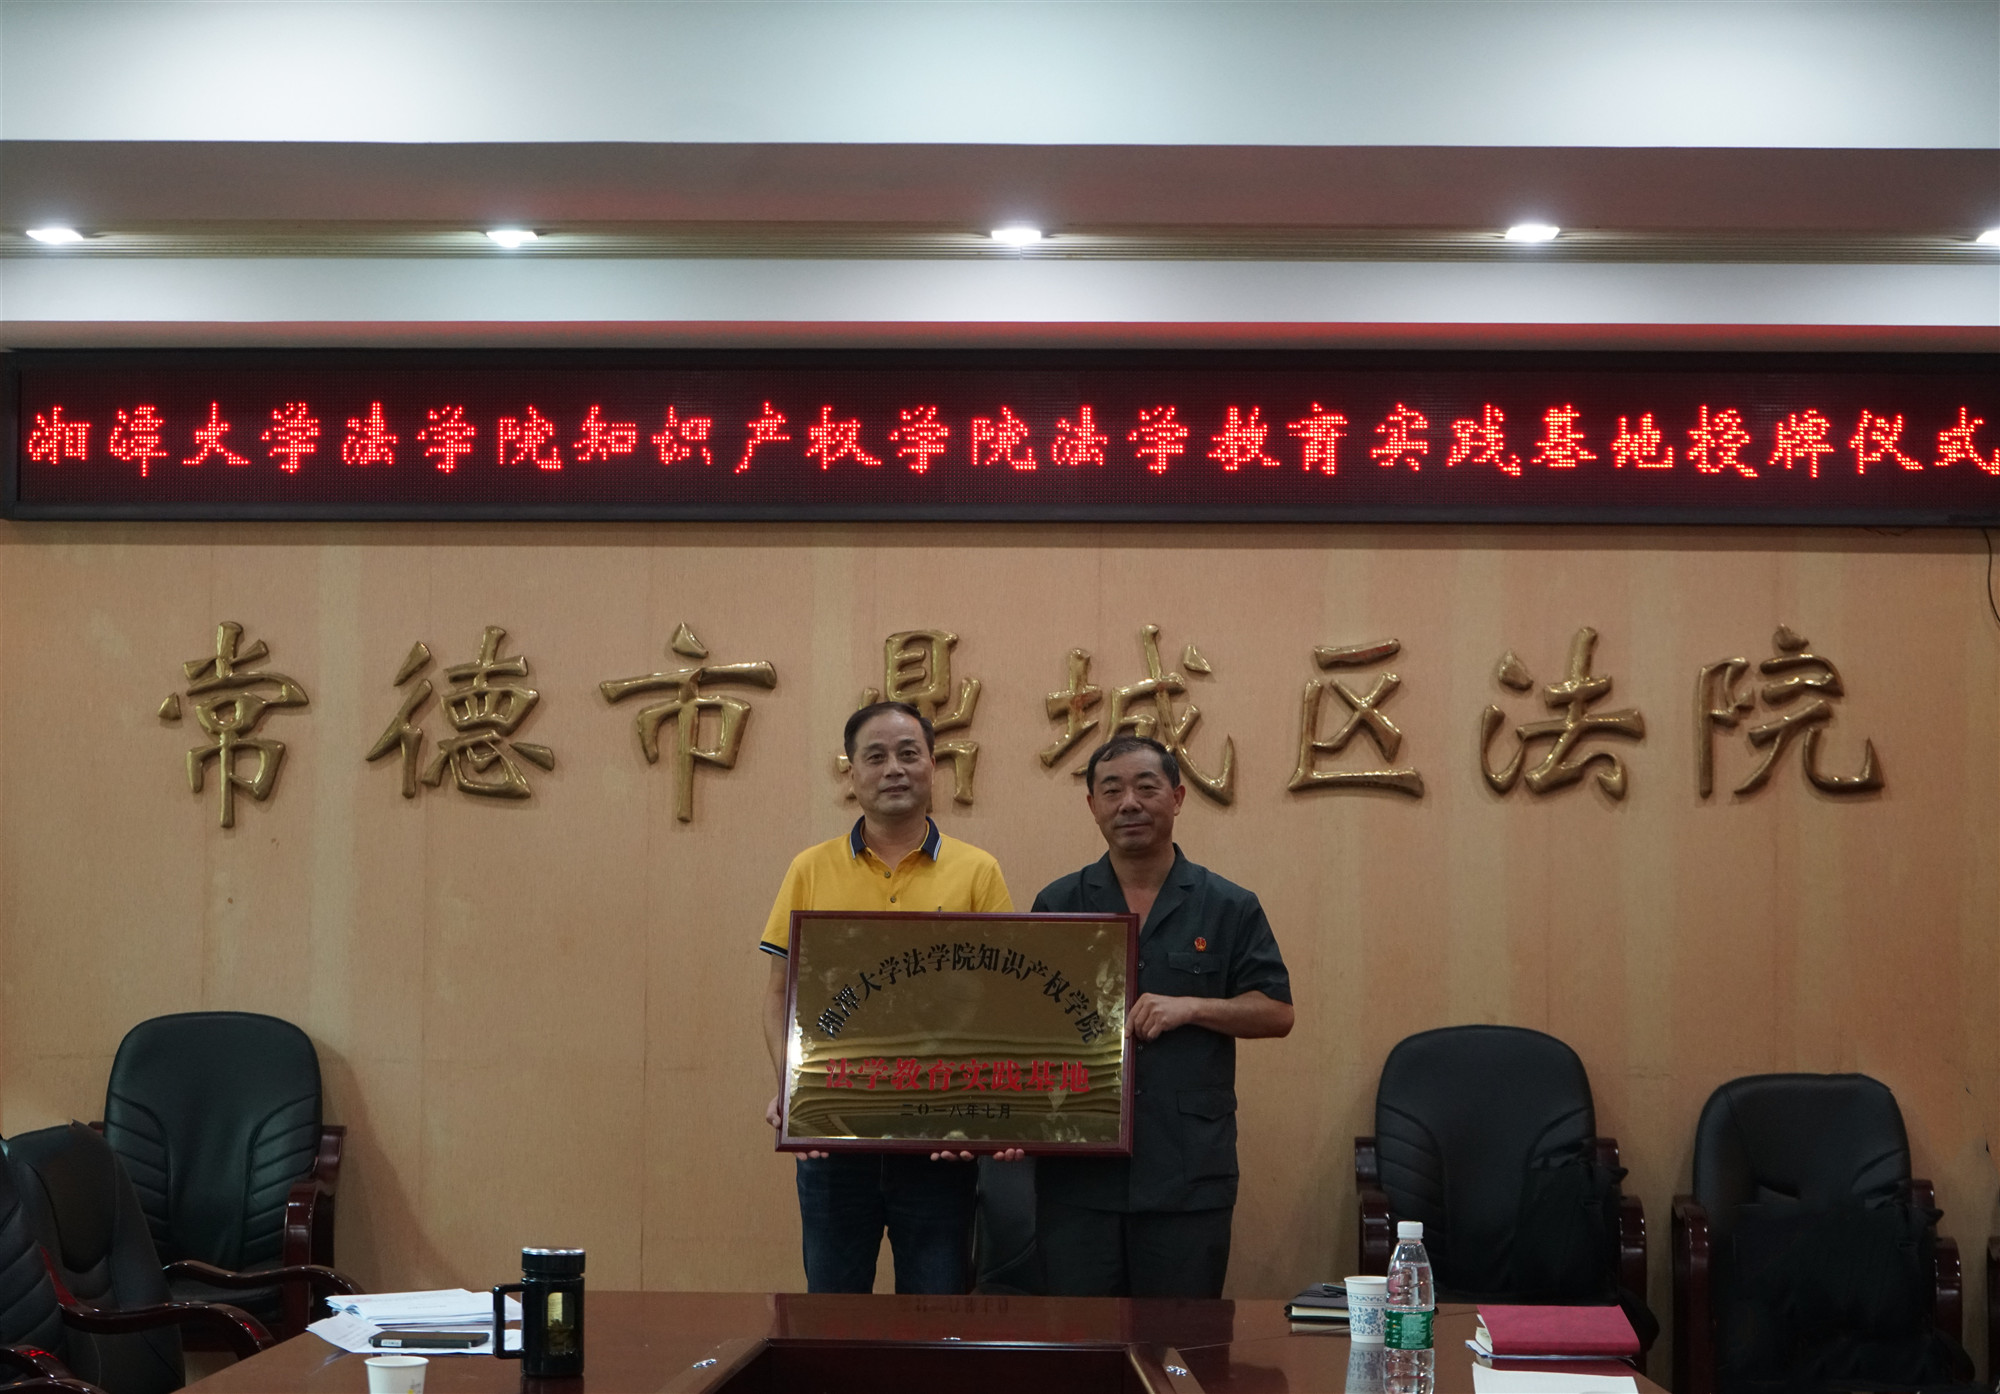 湘潭大学法学院知识产权学院法学教育实践基地授牌仪式
常德市鼎城区法院
湘潭大学法学院知识产权学院
法学教育实践基地
二〇一八年七月